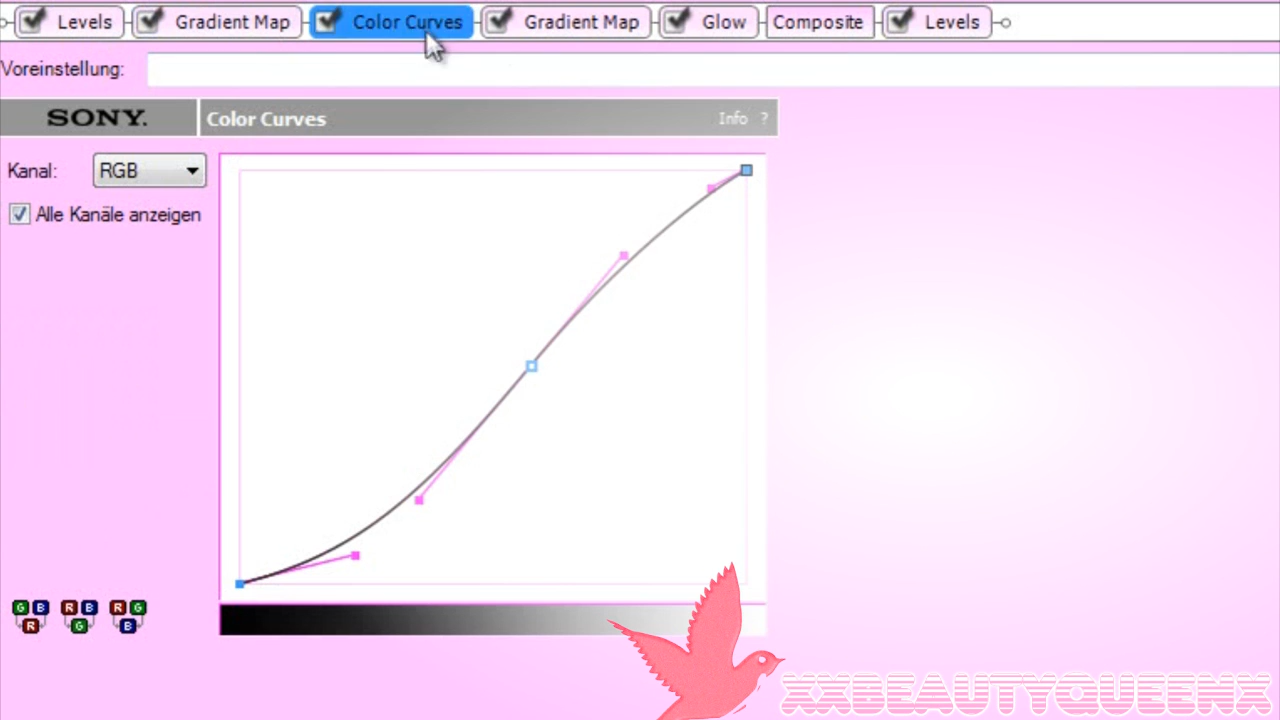 Levels Gradient Map Color Curves Gradient Map Glow Composite Levels
Voreinstellung:
SONY. Color Curves Info ?
Kanal: RGB
Alle Kanäle anzeigen
G B R B R G
R G B
XXBEAUTYQUEENX